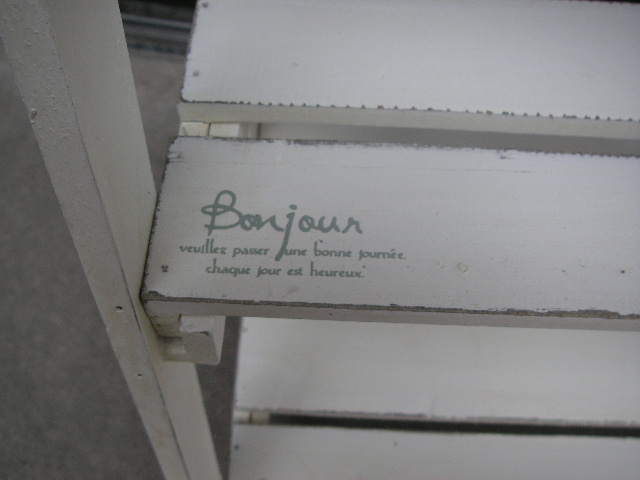 Bonjour
veuillez passer une bonne journée.
chaque jour est heureux.